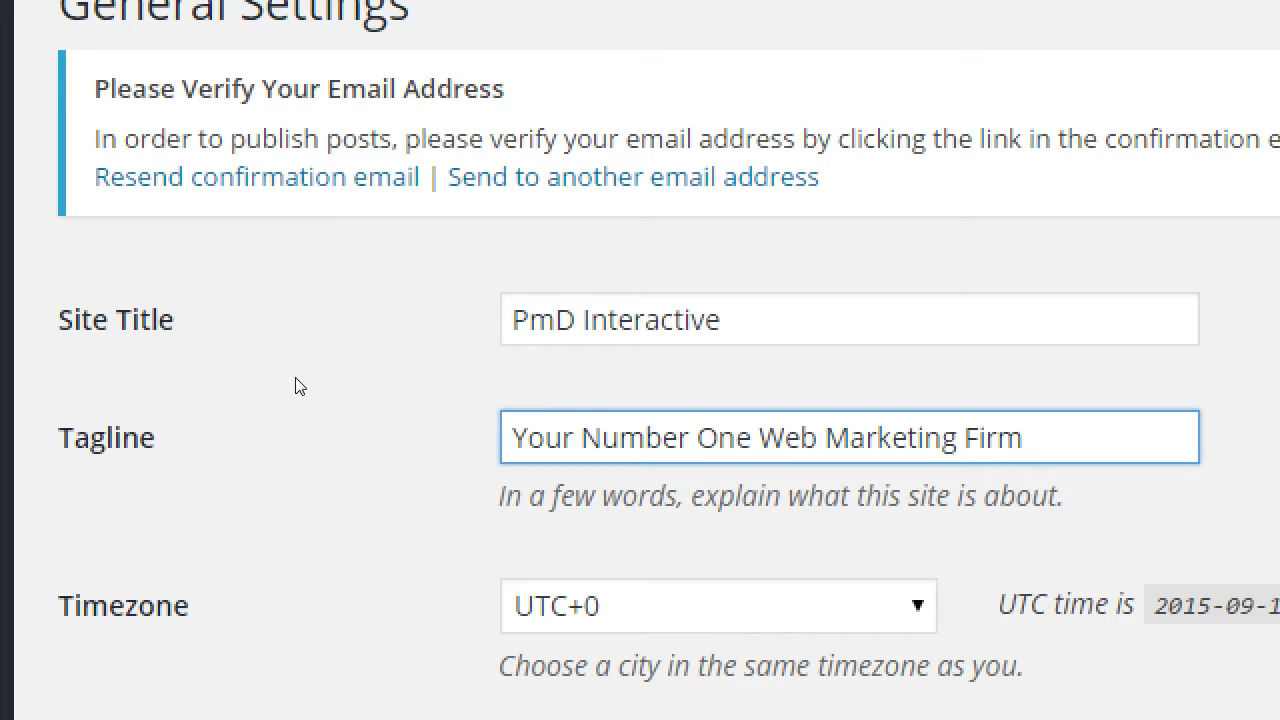 General Settings
Please Verify Your Email Address
In order to publish posts, please verify your email address by clicking the link in the confirmation
Resend confirmation email | Send to another email address
Site Title
PmD Interactive
Tagline
Your Number One Web Marketing Firm
In a few words, explain what this site is about.
Timezone
UTC+0
UTC time is 2015-09-1
Choose a city in the same timezone as you.